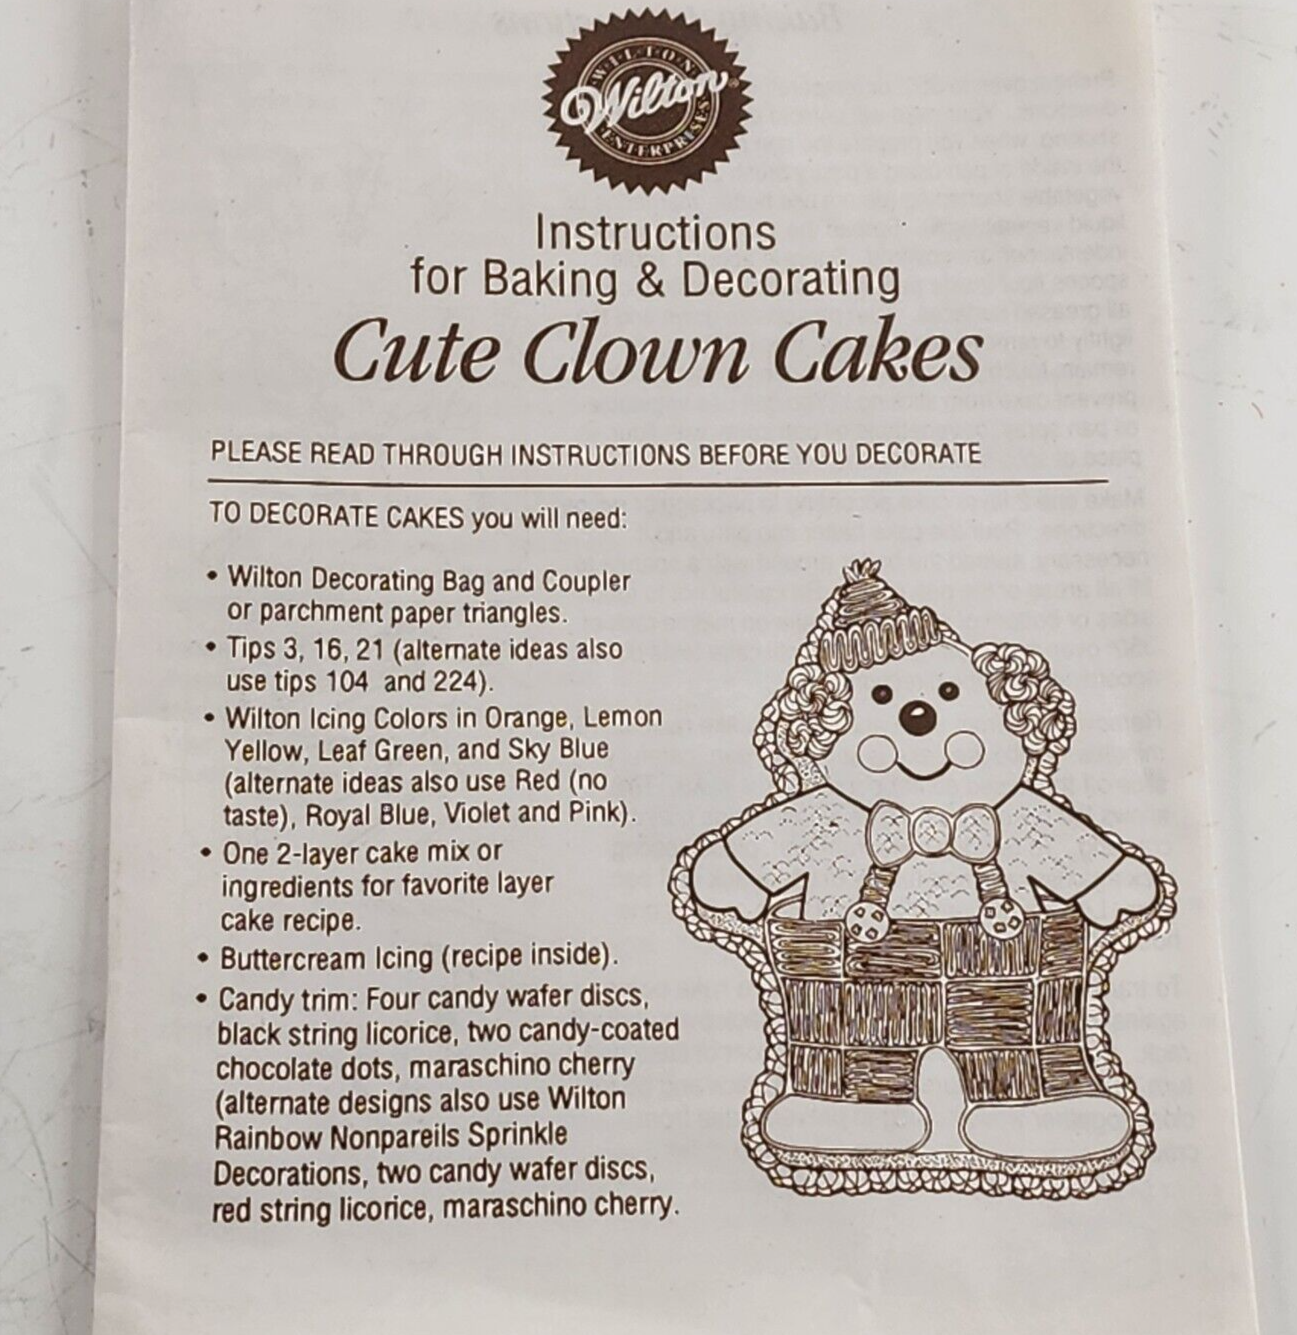 WILTON
Wilton®
ENTERPRISES
Instructions
for Baking & Decorating
Cute Clown Cakes
PLEASE READ THROUGH INSTRUCTIONS BEFORE YOU DECORATE
TO DECORATE CAKES you will need:
• Wilton Decorating Bag and Coupler
or parchment paper triangles.
• Tips 3, 16, 21 (alternate ideas also
use tips 104 and 224).
• Wilton Icing Colors in Orange, Lemon
Yellow, Leaf Green, and Sky Blue
(alternate ideas also use Red (no
taste), Royal Blue, Violet and Pink).
• One 2-layer cake mix or
ingredients for favorite layer
cake recipe.
• Buttercream Icing (recipe inside).
• Candy trim: Four candy wafer discs,
black string licorice, two candy-coated
chocolate dots, maraschino cherry
(alternate designs also use Wilton
Rainbow Nonpareils Sprinkle
Decorations, two candy wafer discs,
red string licorice, maraschino cherry.